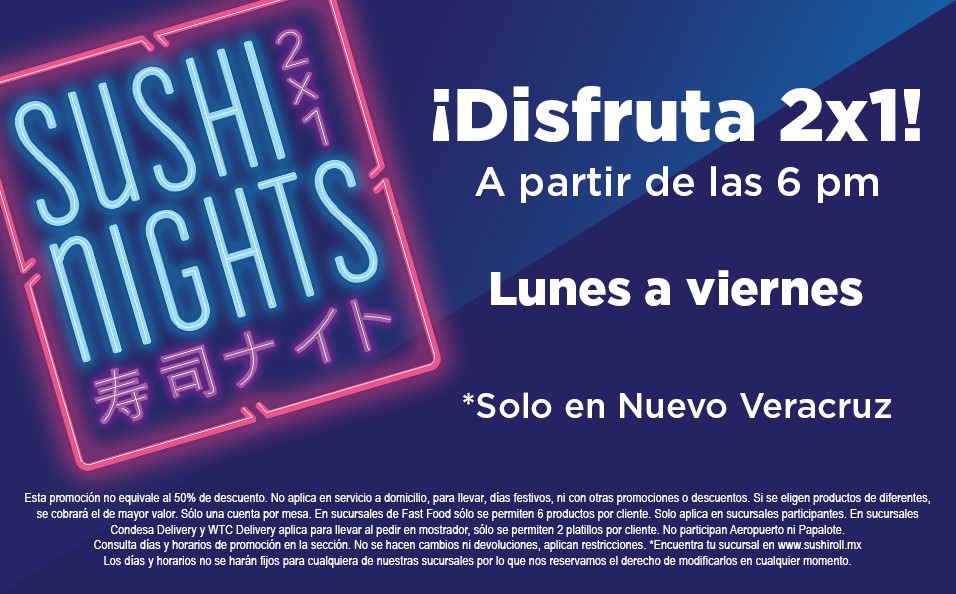 SUSHI
2x1
NIGHTS
寿司ナイト
¡Disfruta 2x1!
A partir de las 6 pm
Lunes a viernes
*Solo en Nuevo Veracruz
Esta promoción no equivale al 50% de descuento. No aplica en servicio a domicilio, para llevar, días festivos, ni con otras promociones o descuentos. Si se eligen productos de diferentes,
se cobrará el de mayor valor. Sólo una cuenta por mesa. En sucursales de Fast Food sólo se permiten 6 productos por cliente. Solo aplica en sucursales participantes. En sucursales
Condesa Delivery y WTC Delivery aplica para llevar al pedir en mostrador, sólo se permiten 2 platillos por cliente. No participan Aeropuerto ni Papalote.
Consulta días y horarios de promoción en la sección. No se hacen cambios ni devoluciones, aplican restricciones. *Encuentra tu sucursal en www.sushiroll.mx
Los días y horarios no se harán fijos para cualquiera de nuestras sucursales por lo que nos reservamos el derecho de modificarlos en cualquier momento.